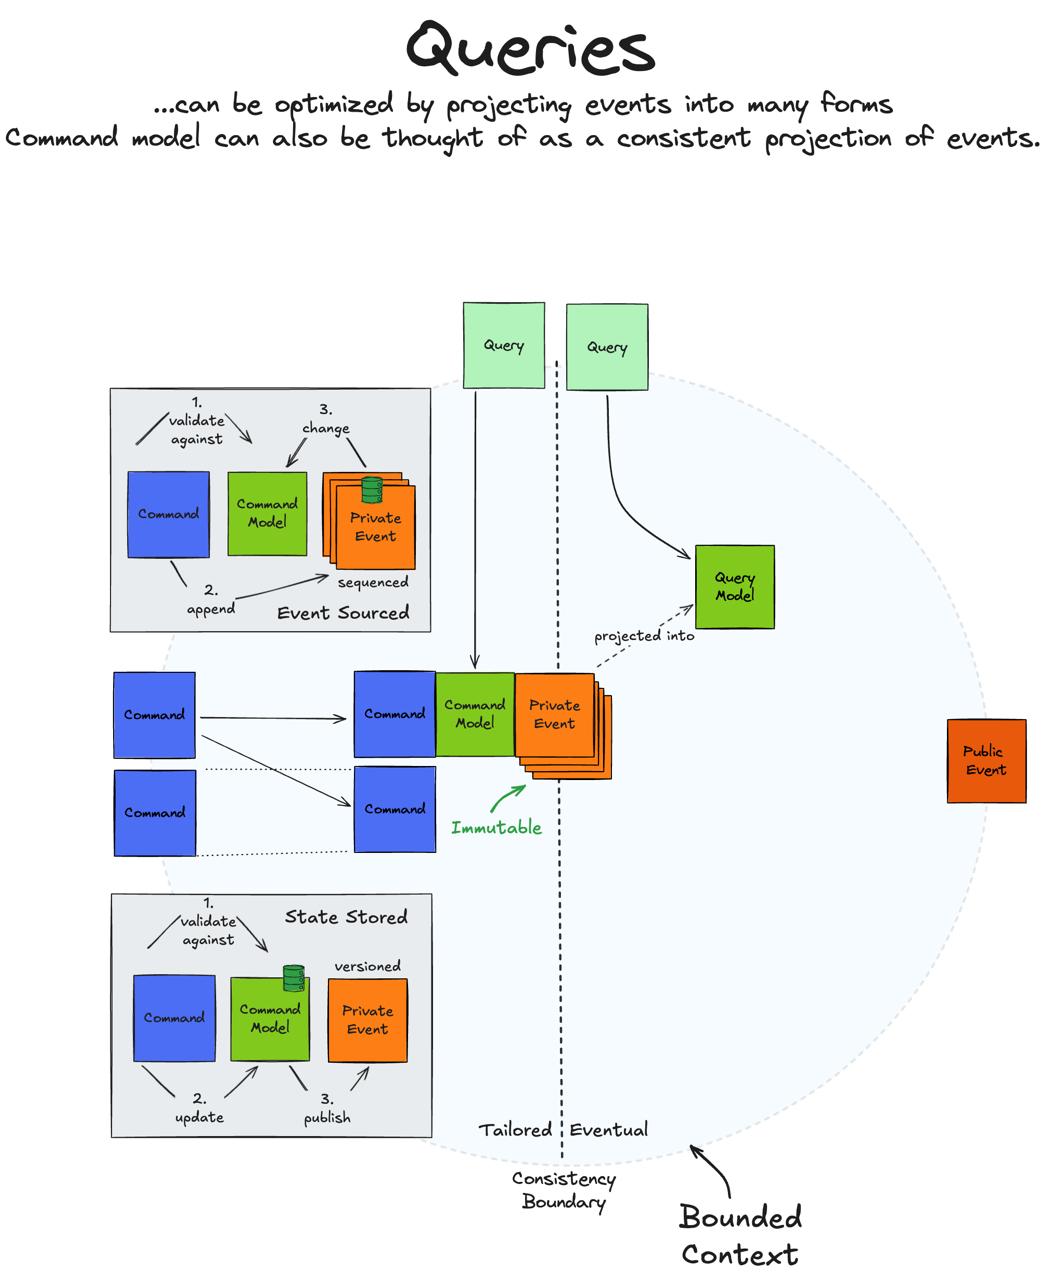 Queries
...can be optimized by projecting events into many forms
Command model can also be thought of as a consistent projection of events.
Query
Query
1.
validate
against
3.
change
Command
Command
Model
Private
Event
2.
append
sequenced
Event Sourced
Query
Model
projected into
Command
Command
Command
Model
Private
Event
Public
Event
Command
Command
Immutable
1.
validate
against
State Stored
versioned
Command
Command
Model
Private
Event
2.
update
3.
publish
Tailored
Eventual
Consistency
Boundary
Bounded
Context